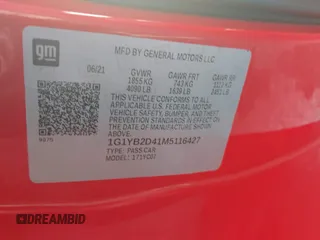 gm
MFD BY GENERAL MOTORS LLC
06/21 GVWR GAWR FRT GAWR RR
1855 KG 743 KG
4090 LB 1639 LB
THIS VEHICLE CONFORMS TO ALL APPLICABLE
U.S. FEDERAL MOTOR VEHICLE
SAFETY, BUMPER, AND THEFT
PREVENTION STANDARDS IN EFFECT ON THE
DATE OF MANUFACTURE SHOWN ABOVE.
1G1YB2D41M5116427
TYPE: PASS CAR
MODEL: 1YC07
DREAMBID